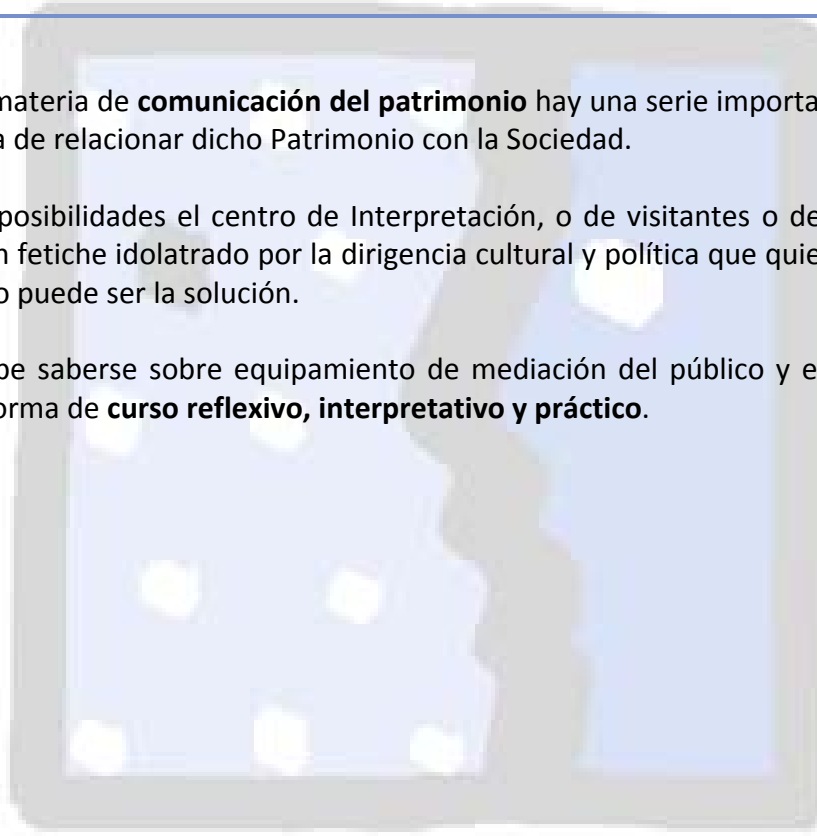 materia de comunicación del patrimonio hay una serie importa
a de relacionar dicho Patrimonio con la Sociedad.
posibilidades el centro de Interpretación, o de visitantes o de
n fetiche idolatrado por la dirigencia cultural y política que quie
o puede ser la solución.
be saberse sobre equipamiento de mediación del público y e
orma de curso reflexivo, interpretativo y práctico.